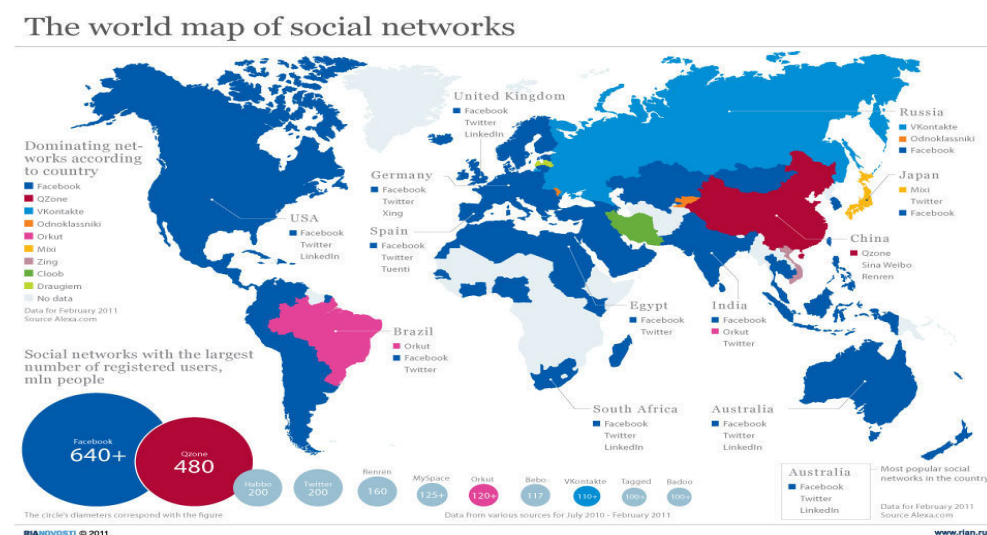 The world map of social networks
Dominating net-
works according
to country
Facebook
QZone
VKontakte
Odnoklassniki
Orkut
Mixi
Zing
Cloob
Draugiem
No data
Data for February 2011
Source Alexa.com
United Kingdom
Facebook
Twitter
LinkedIn
Germany
Facebook
Twitter
Xing
Spain
Facebook
Twitter
Tuenti
USA
Facebook
Twitter
LinkedIn
Russia
VKontakte
Odnoklassniki
Facebook
Japan
Mixi
Twitter
Facebook
China
Qzone
Sina Weibo
Renren
Egypt
Facebook
Twitter
India
Facebook
Orkut
Twitter
Brazil
Orkut
Facebook
Twitter
South Africa
Facebook
Twitter
LinkedIn
Australia
Facebook
Twitter
LinkedIn
Social networks with the largest
number of registered users,
mln people
Facebook
640+
Qzone
480
Habbo
200
Twitter
200
Renren
160
MySpace
125+
Orkut
120+
Bebo
117
VKontakte
110+
Tagged
100+
Badoo
100+
The circle's diameters correspond with the figure
Data from various sources for July 2010 - February 2011
Australia
Facebook
Twitter
LinkedIn
Most popular social
networks in the country
Data for February 2011
Source Alexa.com
RIANOVOSTI © 2011
www.rian.ru